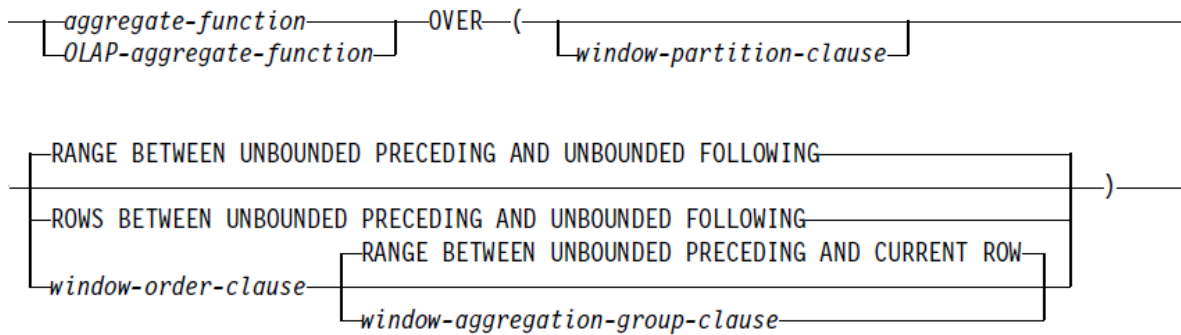 aggregate-function OVER (
OLAP-aggregate-function window-partition-clause
RANGE BETWEEN UNBOUNDED PRECEDING AND UNBOUNDED FOLLOWING
)
ROWS BETWEEN UNBOUNDED PRECEDING AND UNBOUNDED FOLLOWING
RANGE BETWEEN UNBOUNDED PRECEDING AND CURRENT ROW
window-order-clause
window-aggregation-group-clause